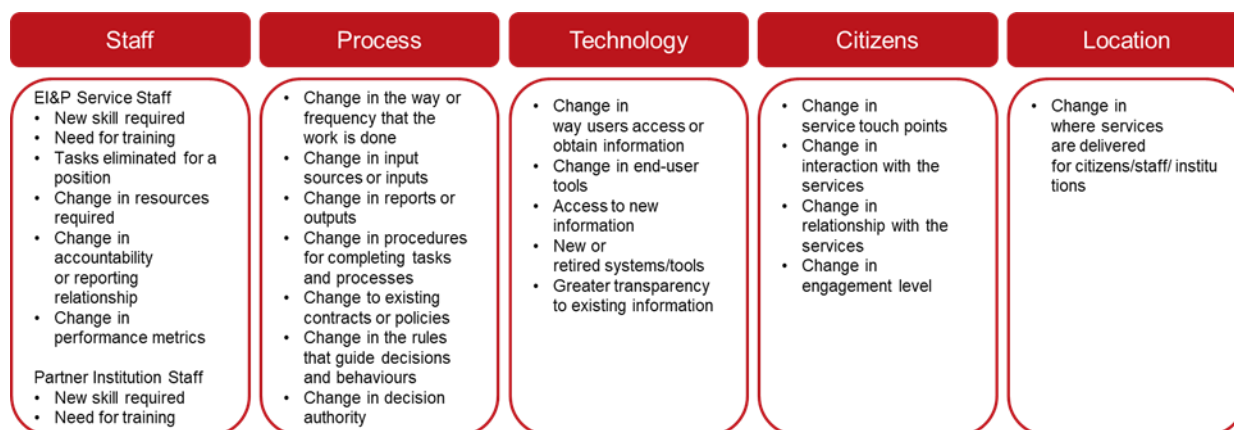 Staff
EI&P Service Staff
• New skill required
• Need for training
• Tasks eliminated for a
position
• Change in resources
required
• Change in
accountability
or reporting
relationship
• Change in
performance metrics
Partner Institution Staff
• New skill required
• Need for training
Process
• Change in the way or
frequency that the
work is done
• Change in input
sources or inputs
• Change in reports or
outputs
• Change in procedures
for completing tasks
and processes
• Change to existing
contracts or policies
• Change in the rules
that guide decisions
and behaviours
• Change in decision
authority
Technology
• Change in
way users access or
obtain information
• Change in end-user
tools
• Access to new
information
• New or
retired systems/tools
• Greater transparency
to existing information
Citizens
• Change in
service touch points
• Change in
interaction with the
services
• Change in
relationship with the
services
• Change in
engagement level
Location
• Change in
where services
are delivered
for citizens/staff/ institu
tions